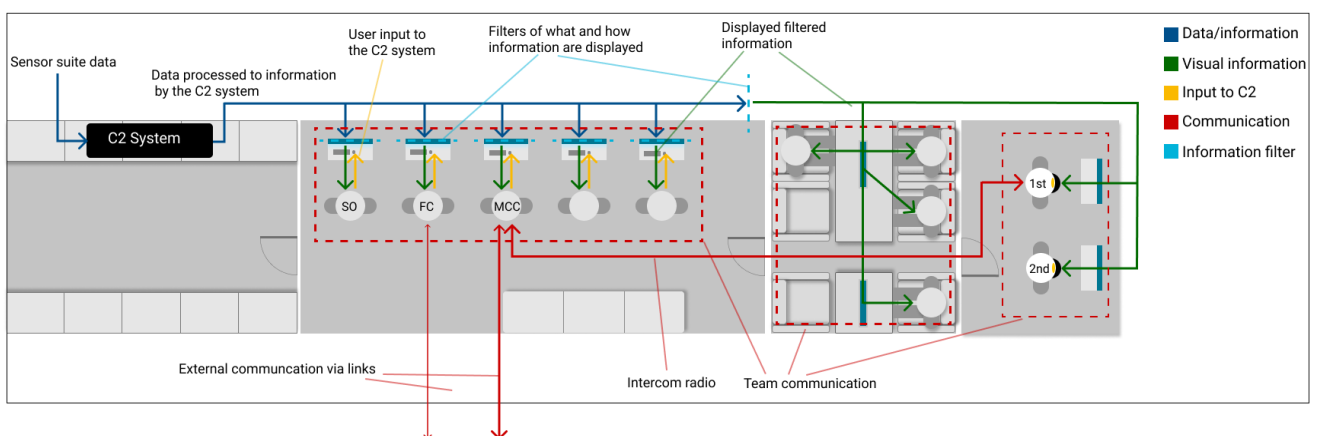 User input to
the C2 system
Filters of what and how
information are displayed
Displayed filtered
information
Data/information
Sensor suite data
Data processed to information
by the C2 system
Visual information
Input to C2
Communication
Information filter
C2 System
SO
FC
MCC
1st
2nd
External communcation via links
Intercom radio
Team communication